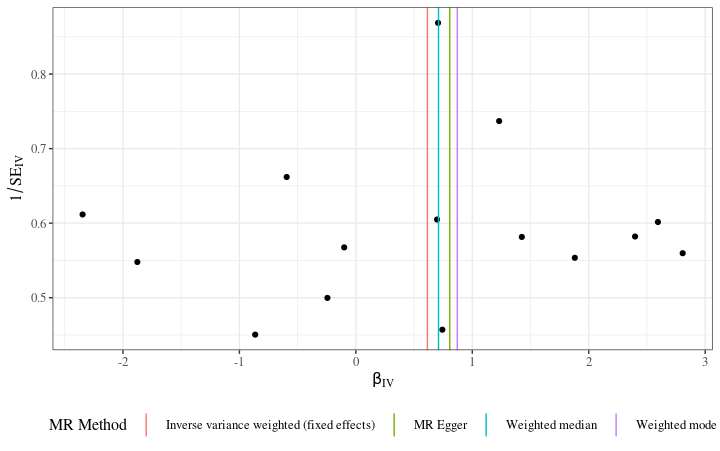 0.8
0.7
0.6
0.5
1/SE_IV
-2
-1
0
1
2
3
β_IV
MR Method
Inverse variance weighted (fixed effects)
MR Egger
Weighted median
Weighted mode